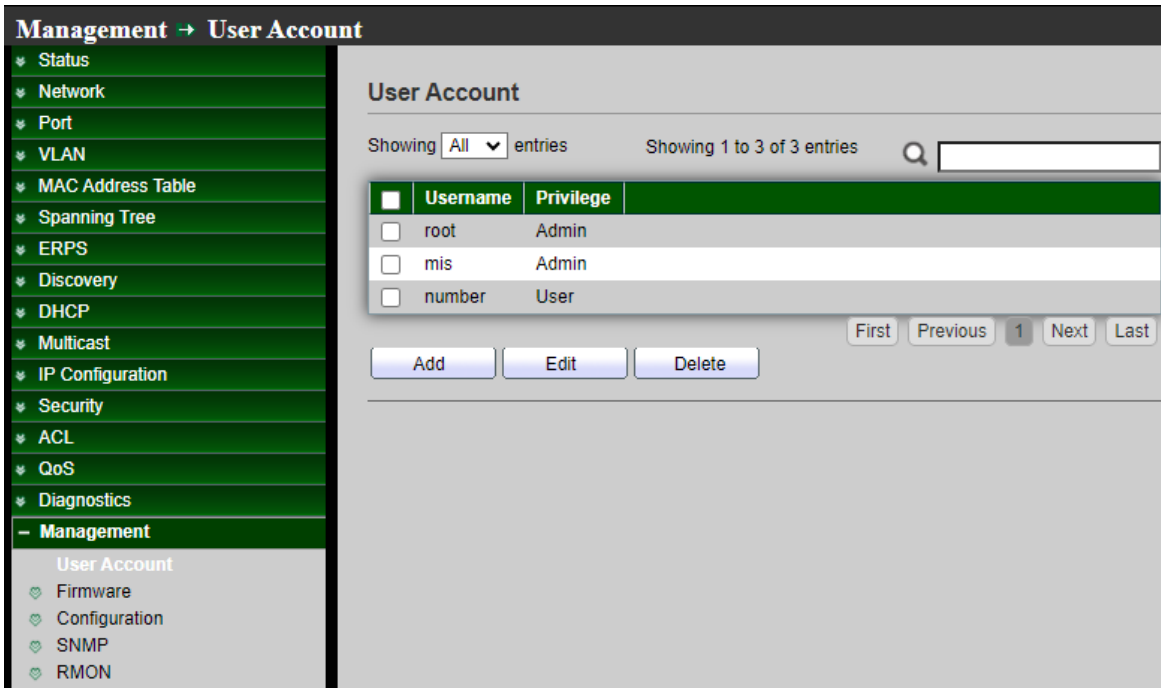 Management → User Account
Status
Network
Port
VLAN
MAC Address Table
Spanning Tree
ERPS
Discovery
DHCP
Multicast
IP Configuration
Security
ACL
QoS
Diagnostics
Management
User Account
Firmware
Configuration
SNMP
RMON
User Account
Showing All entries Showing 1 to 3 of 3 entries
Username Privilege
root Admin
mis Admin
number User
First Previous 1 Next Last
Add Edit Delete